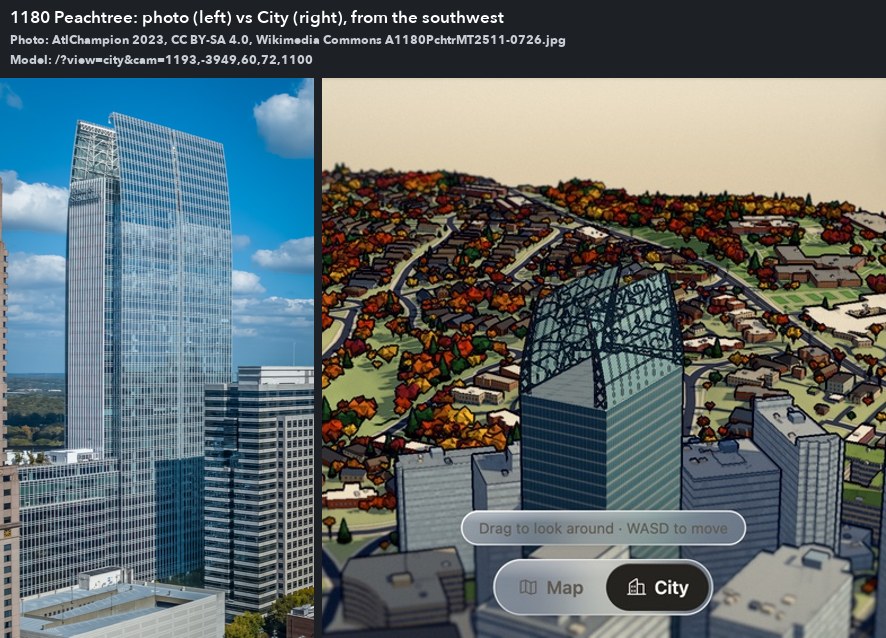 1180 Peachtree: photo (left) vs City (right), from the southwest
Photo: AtlChampion 2023, CC BY-SA 4.0, Wikimedia Commons A1180PchtrMT2511-0726.jpg
Model: /?view=city&cam=1193,-3949,60,72,1100
Drag to look around · WASD to move
Map
City